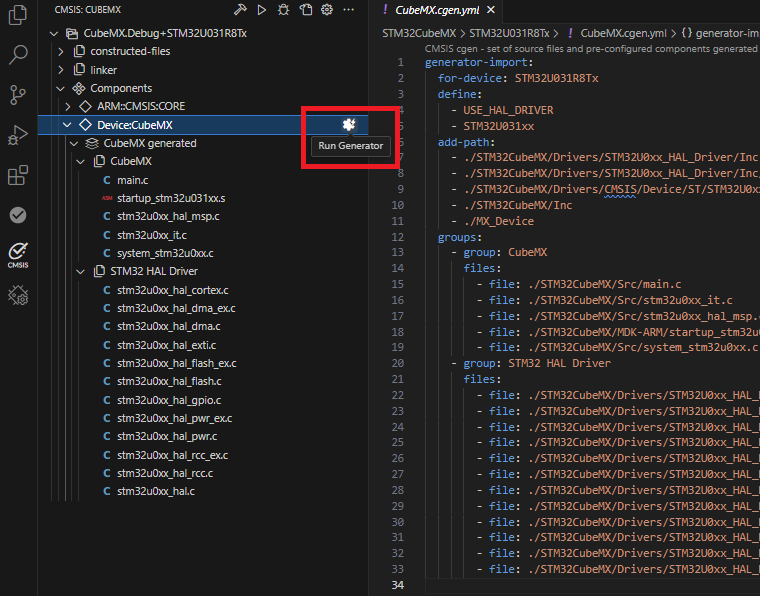 CMSIS: CUBEMX
CubeMX.Debug+STM32U031R8Tx
constructed-files
linker
Components
ARM::CMSIS:CORE
Device:CubeMX
Run Generator
CubeMX generated
CubeMX
C main.c
ASM startup_stm32u031xx.s
C stm32u0xx_hal_msp.c
C stm32u0xx_it.c
C system_stm32u0xx.c
STM32 HAL Driver
C stm32u0xx_hal_cortex.c
C stm32u0xx_hal_dma_ex.c
C stm32u0xx_hal_dma.c
C stm32u0xx_hal_exti.c
C stm32u0xx_hal_flash_ex.c
C stm32u0xx_hal_flash.c
C stm32u0xx_hal_gpio.c
C stm32u0xx_hal_pwr_ex.c
C stm32u0xx_hal_pwr.c
C stm32u0xx_hal_rcc_ex.c
C stm32u0xx_hal_rcc.c
C stm32u0xx_hal.c
CMSIS
! CubeMX.cgen.yml
STM32CubeMX > STM32U031R8Tx > ! CubeMX.cgen.yml > {} generator-im
CMSIS cgen - set of source files and pre-configured components generated
1 generator-import:
2 for-device: STM32U031R8Tx
3 define:
4 - USE_HAL_DRIVER
5 - STM32U031xx
6 add-path:
7 - ./STM32CubeMX/Drivers/STM32U0xx_HAL_Driver/Inc
8 - ./STM32CubeMX/Drivers/STM32U0xx_HAL_Driver/Inc/
9 - ./STM32CubeMX/Drivers/CMSIS/Device/ST/STM32U0x
10 - ./STM32CubeMX/Inc
11 - ./MX_Device
12 groups:
13 - group: CubeMX
14 files:
15 - file: ./STM32CubeMX/Src/main.c
16 - file: ./STM32CubeMX/Src/stm32u0xx_it.c
17 - file: ./STM32CubeMX/Src/stm32u0xx_hal_msp.c
18 - file: ./STM32CubeMX/MDK-ARM/startup_stm32u0
19 - file: ./STM32CubeMX/Src/system_stm32u0xx.c
20 - group: STM32 HAL Driver
21 files:
22 - file: ./STM32CubeMX/Drivers/STM32U0xx_HAL_
23 - file: ./STM32CubeMX/Drivers/STM32U0xx_HAL_
24 - file: ./STM32CubeMX/Drivers/STM32U0xx_HAL_
25 - file: ./STM32CubeMX/Drivers/STM32U0xx_HAL_
26 - file: ./STM32CubeMX/Drivers/STM32U0xx_HAL_
27 - file: ./STM32CubeMX/Drivers/STM32U0xx_HAL_
28 - file: ./STM32CubeMX/Drivers/STM32U0xx_HAL_
29 - file: ./STM32CubeMX/Drivers/STM32U0xx_HAL_
30 - file: ./STM32CubeMX/Drivers/STM32U0xx_HAL_
31 - file: ./STM32CubeMX/Drivers/STM32U0xx_HAL_
32 - file: ./STM32CubeMX/Drivers/STM32U0xx_HAL_
33 - file: ./STM32CubeMX/Drivers/STM32U0xx_HAL_
34